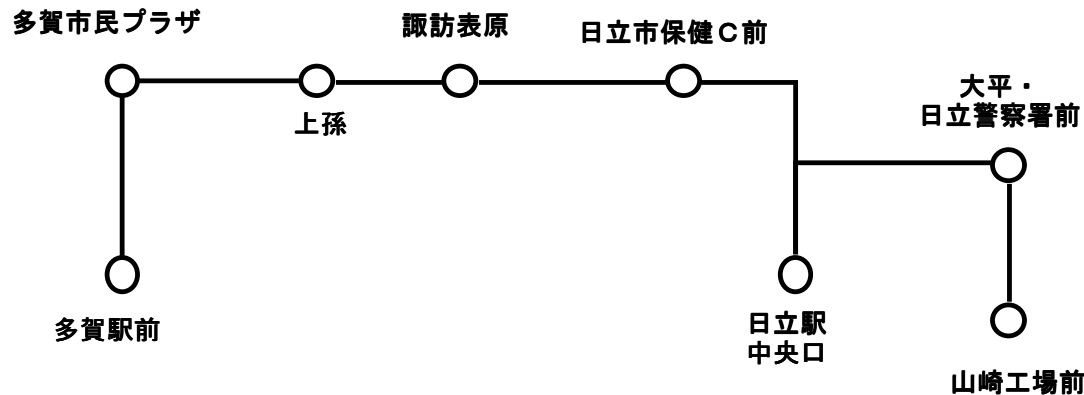 多賀市民プラザ
諏訪表原
日立市保健C前
大平・
日立警察署前
上孫
多賀駅前
日立駅
中央口
山崎工場前